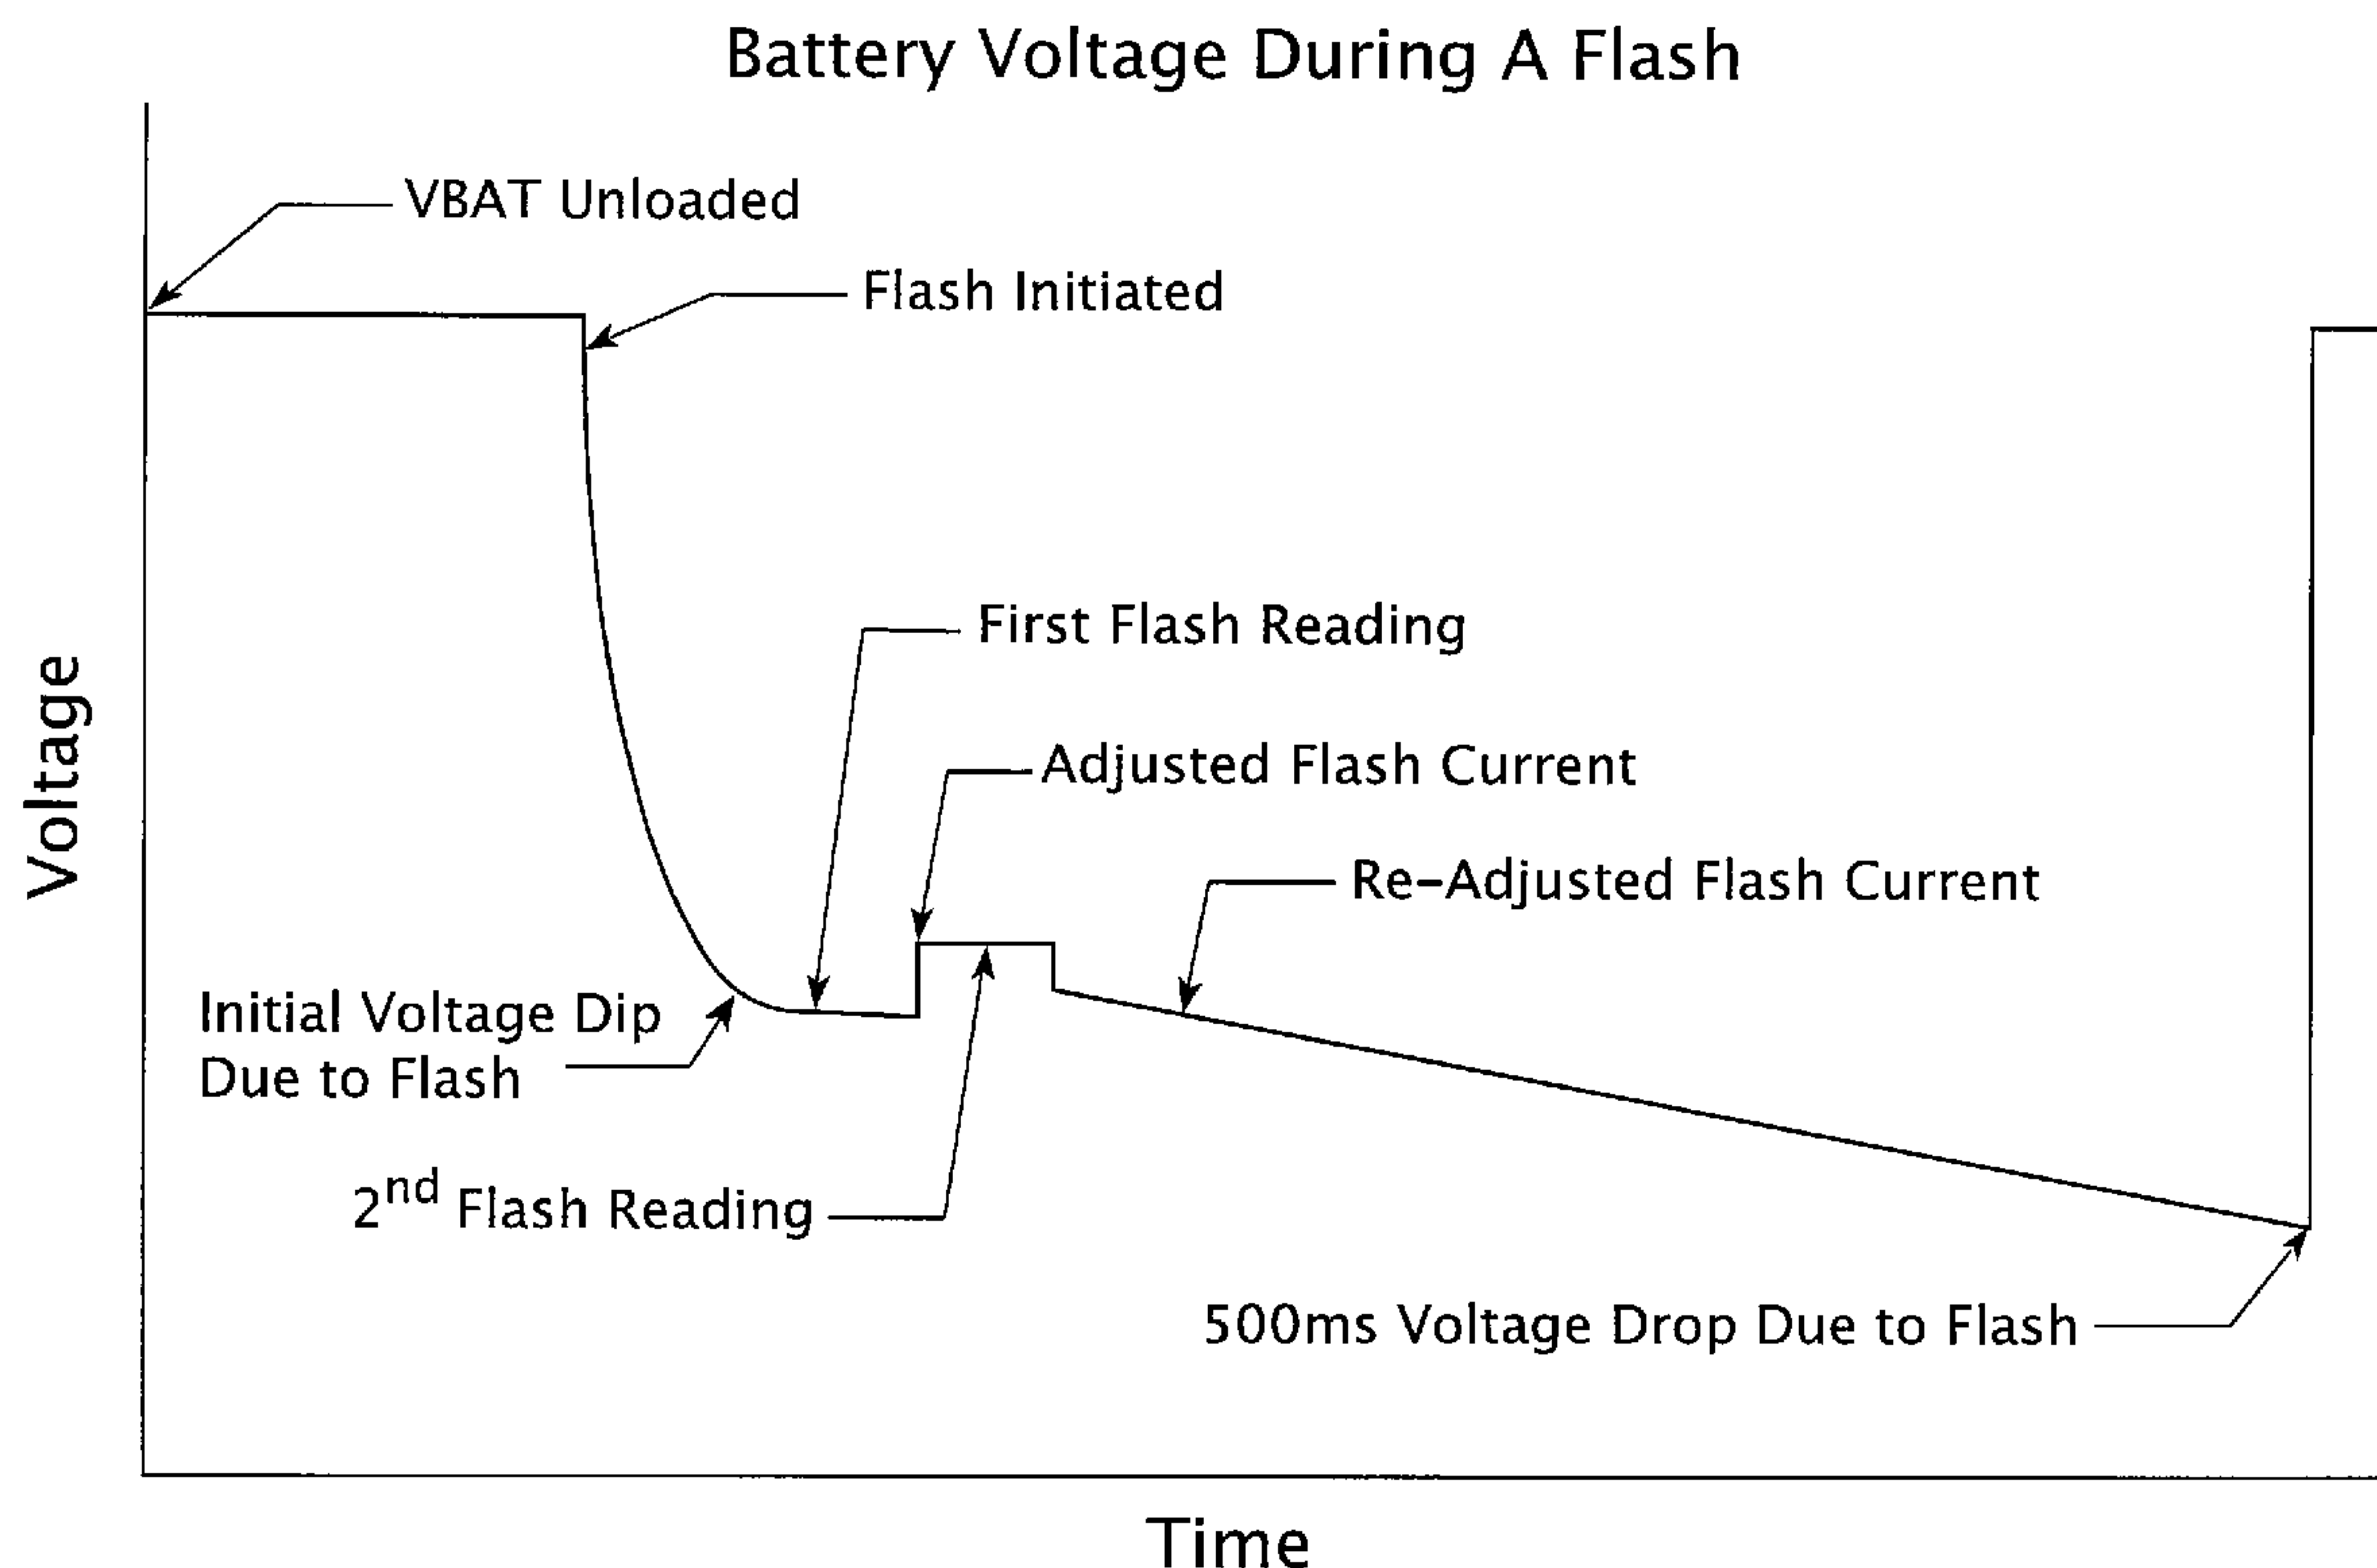 Battery Voltage During A Flash
VBAT Unloaded
Flash Initiated
First Flash Reading
Adjusted Flash Current
Re-Adjusted Flash Current
Voltage
Initial Voltage Dip
Due to Flash
2nd Flash Reading
500ms Voltage Drop Due to Flash
Time